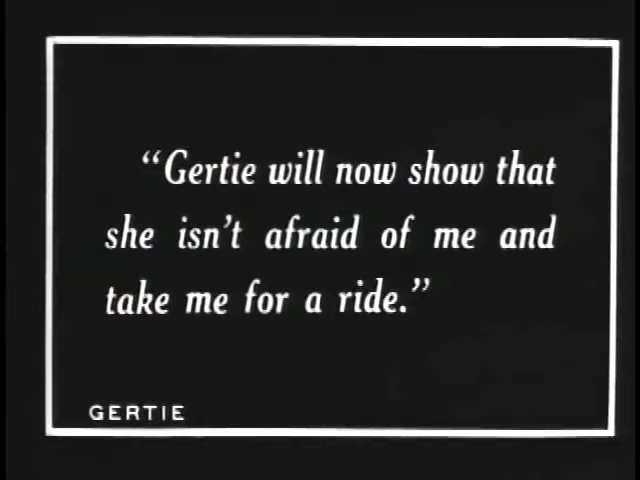 “Gertie will now show that
she isn’t afraid of me and
take me for a ride.”
GERTIE